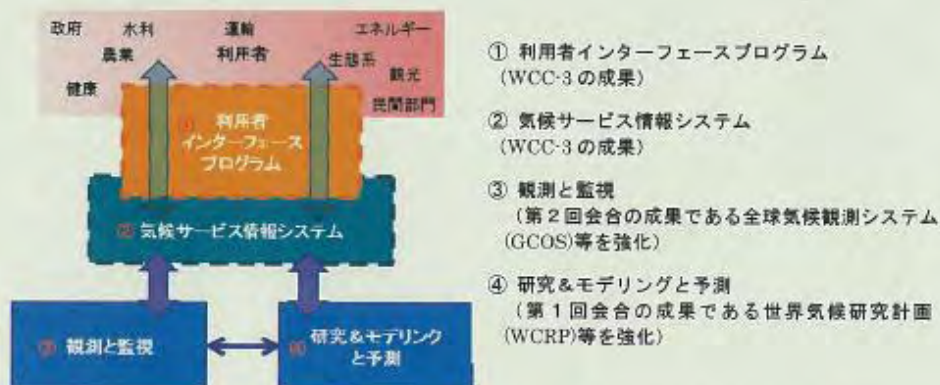 政府 水利 運輸 エネルギー
農業 利用者 生態系
観光
健康
民間部門
① 利用者
インターフェース
プログラム
② 気候サービス情報システム
③ 観測と監視
④ 研究&モデリングと予測
① 利用者インターフェースプログラム
(WCC-3の成果)
② 気候サービス情報システム
(WCC-3の成果)
③ 観測と監視
(第2回会合の成果である全球気候観測システム
(GCOS)等を強化)
④ 研究&モデリングと予測
(第1回会合の成果である世界気候研究計画
(WCRP)等を強化)